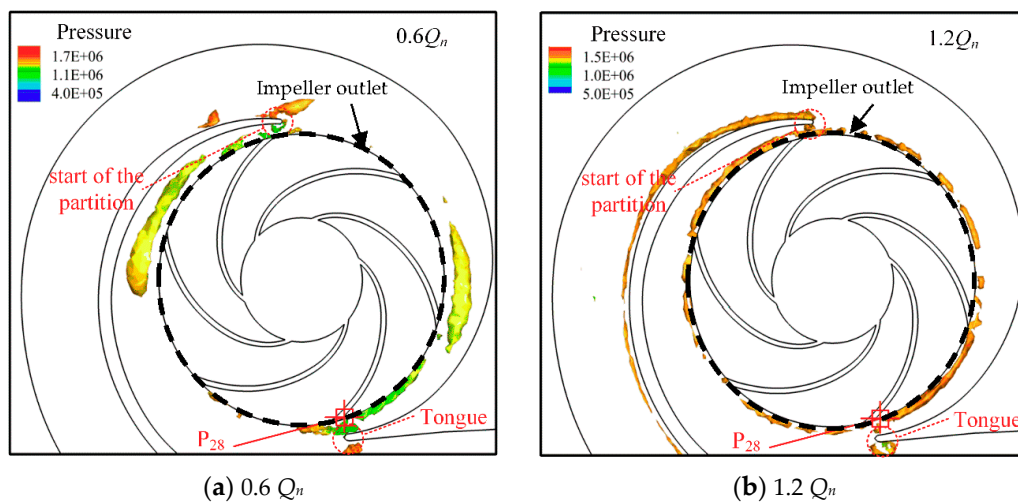 Pressure
1.7E+06
1.1E+06
4.0E+05
0.6Qn
Impeller outlet
start of the
partition
P28
Tongue
(a) 0.6 Qn
Pressure
1.5E+06
1.0E+06
5.0E+05
1.2Qn
Impeller outlet
start of the
partition
P28
Tongue
(b) 1.2 Qn